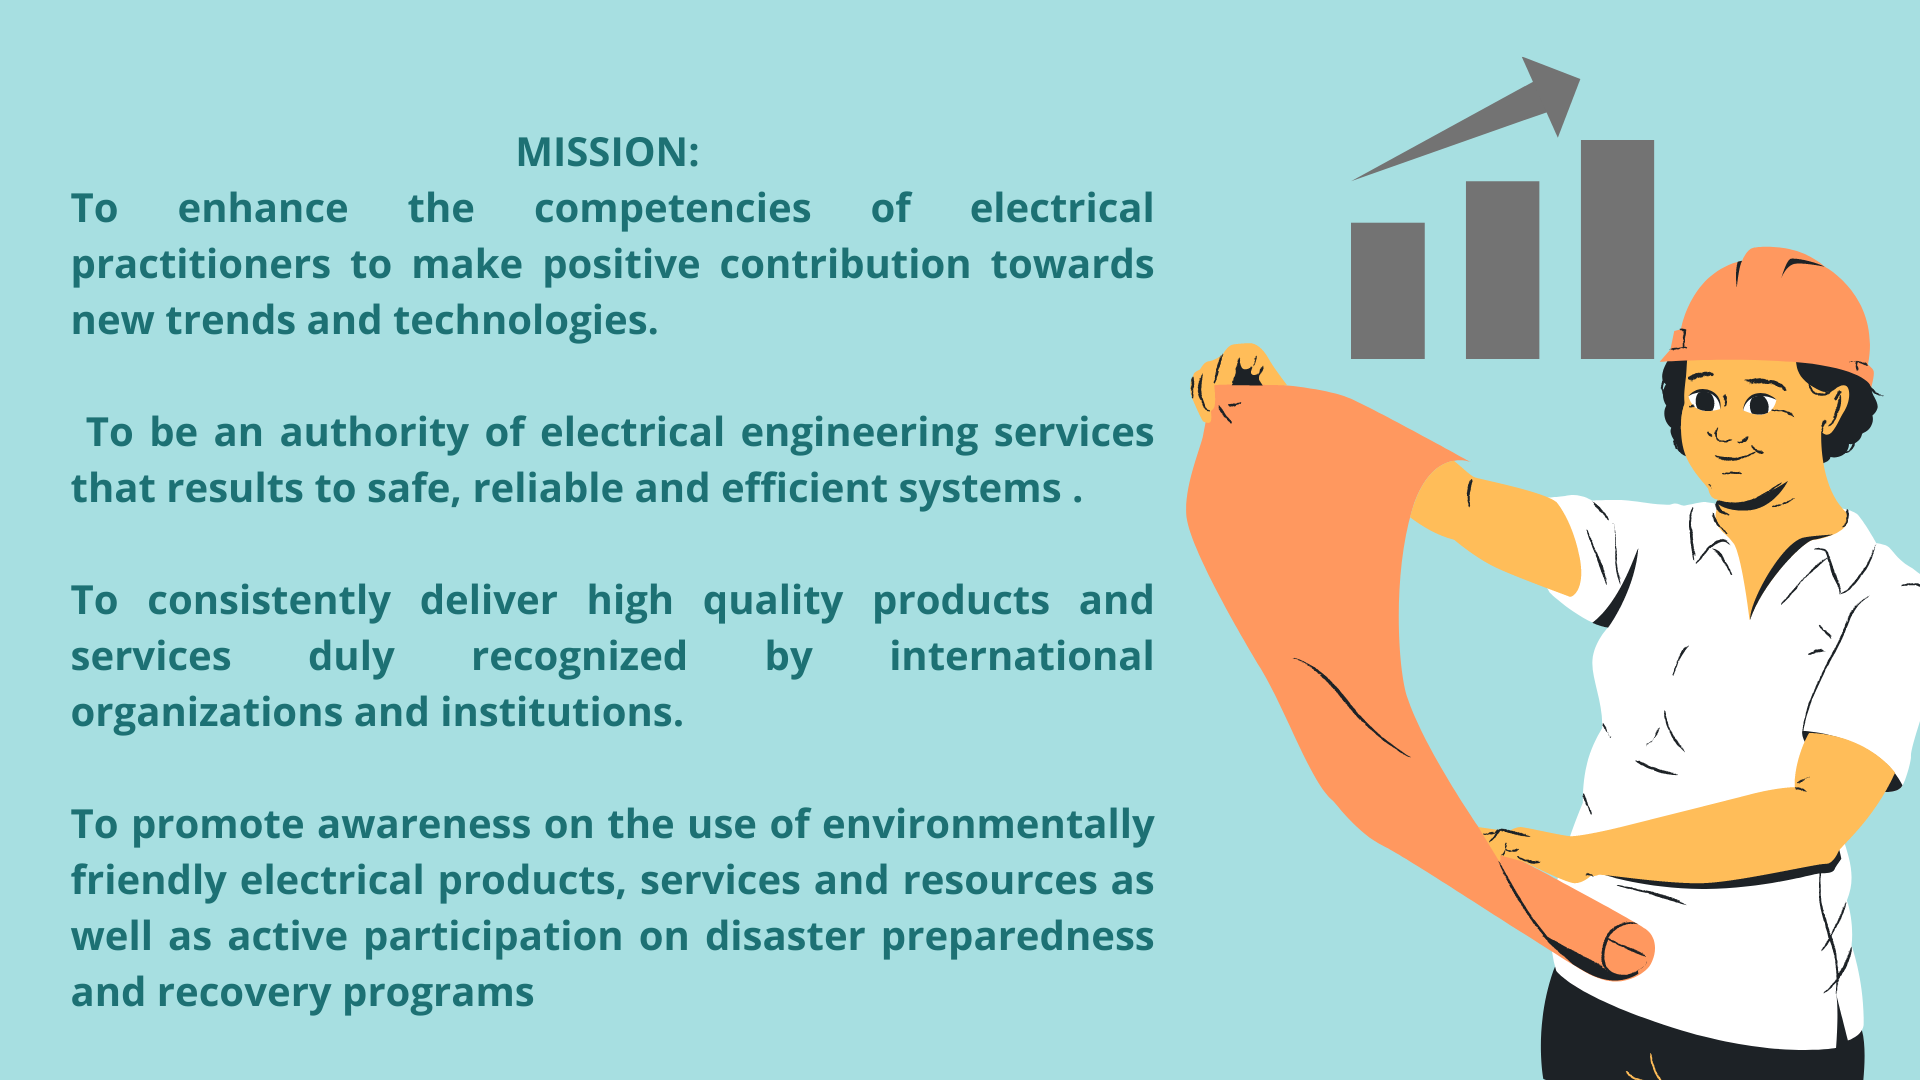 MISSION:
To enhance the competencies of electrical
practitioners to make positive contribution towards
new trends and technologies.
To be an authority of electrical engineering services
that results to safe, reliable and efficient systems .
To consistently deliver high quality products and
services duly recognized by international
organizations and institutions.
To promote awareness on the use of environmentally
friendly electrical products, services and resources as
well as active participation on disaster preparedness
and recovery programs